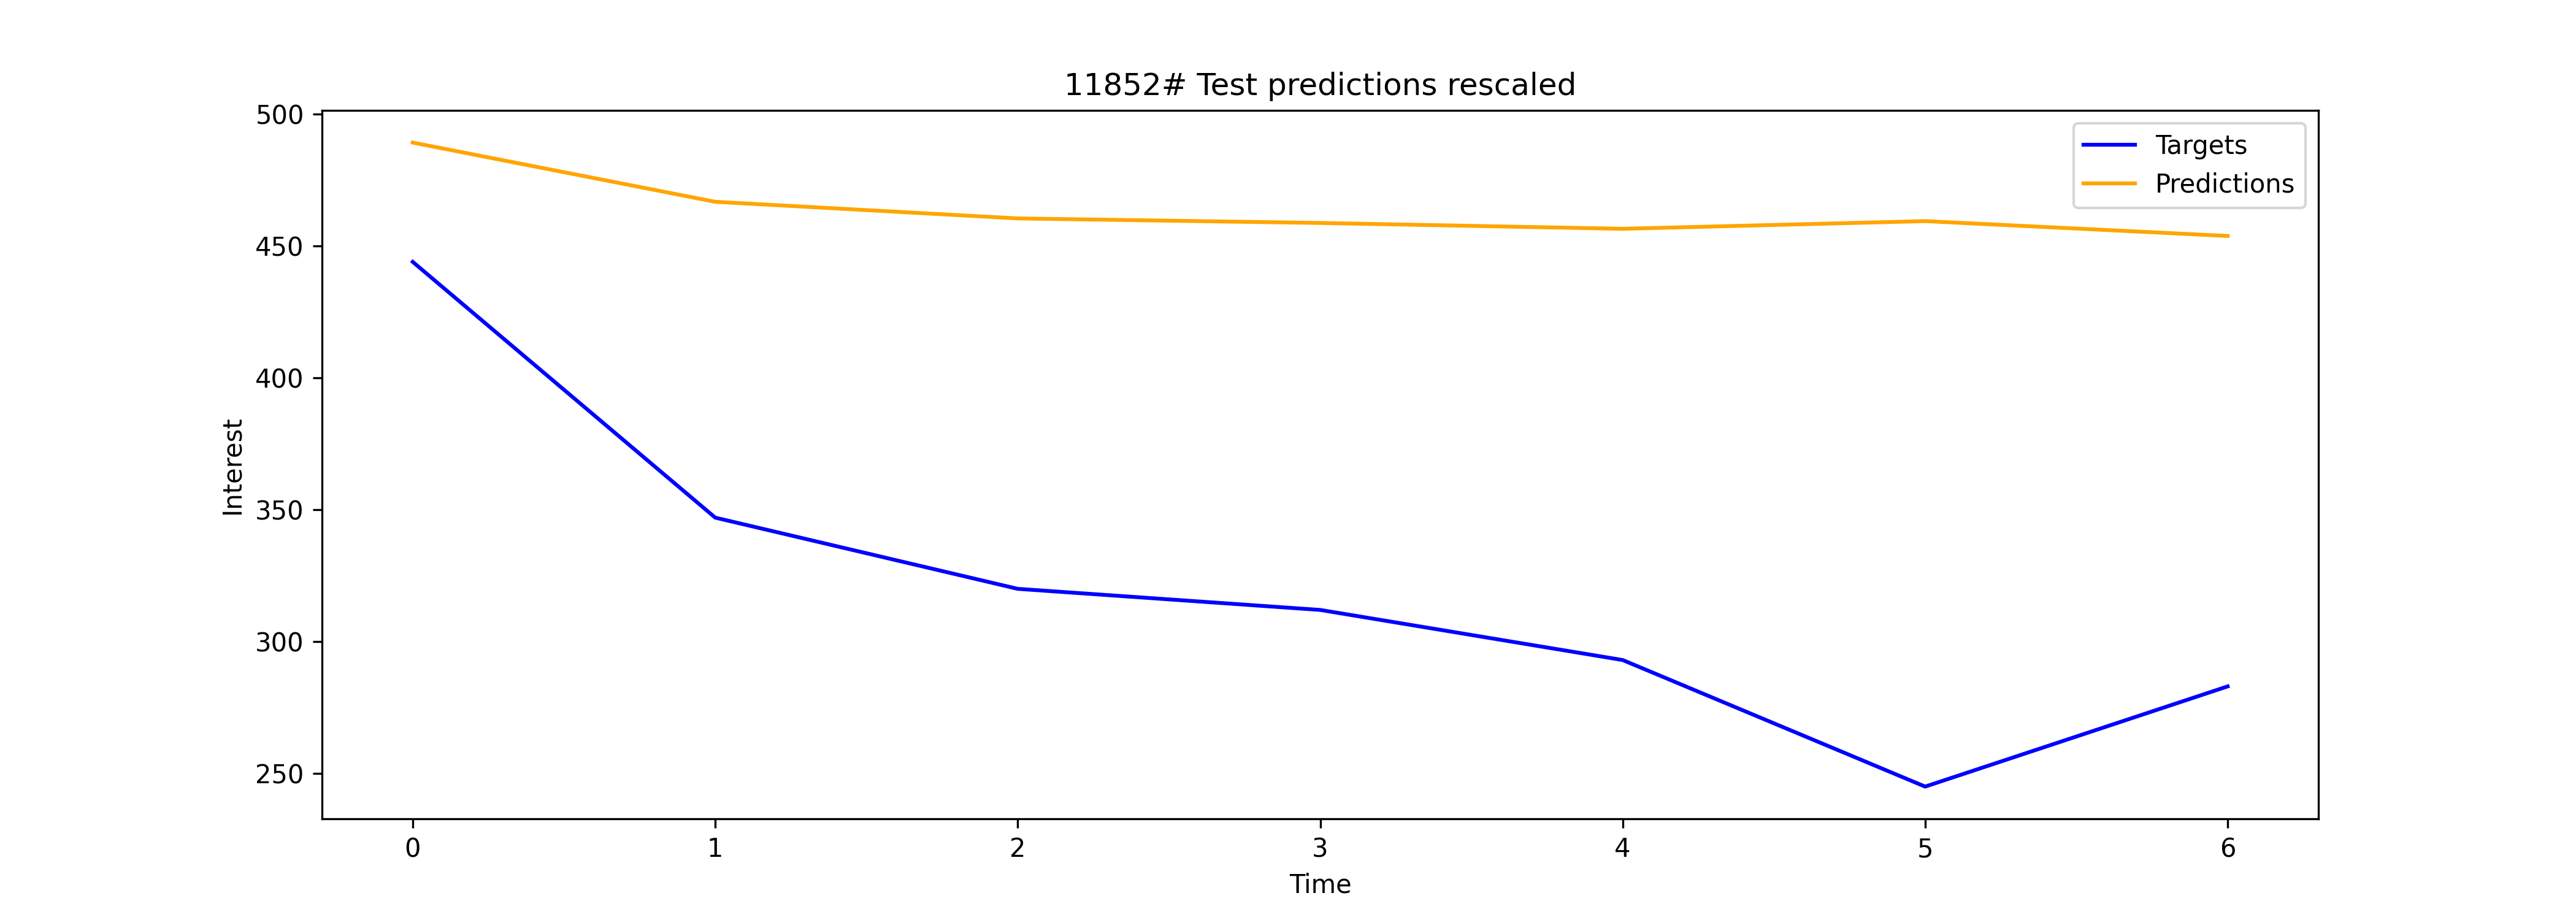 11852# Test predictions rescaled
500
450
400
350
300
250
Interest
Targets
Predictions
0 1 2 3 4 5 6
Time